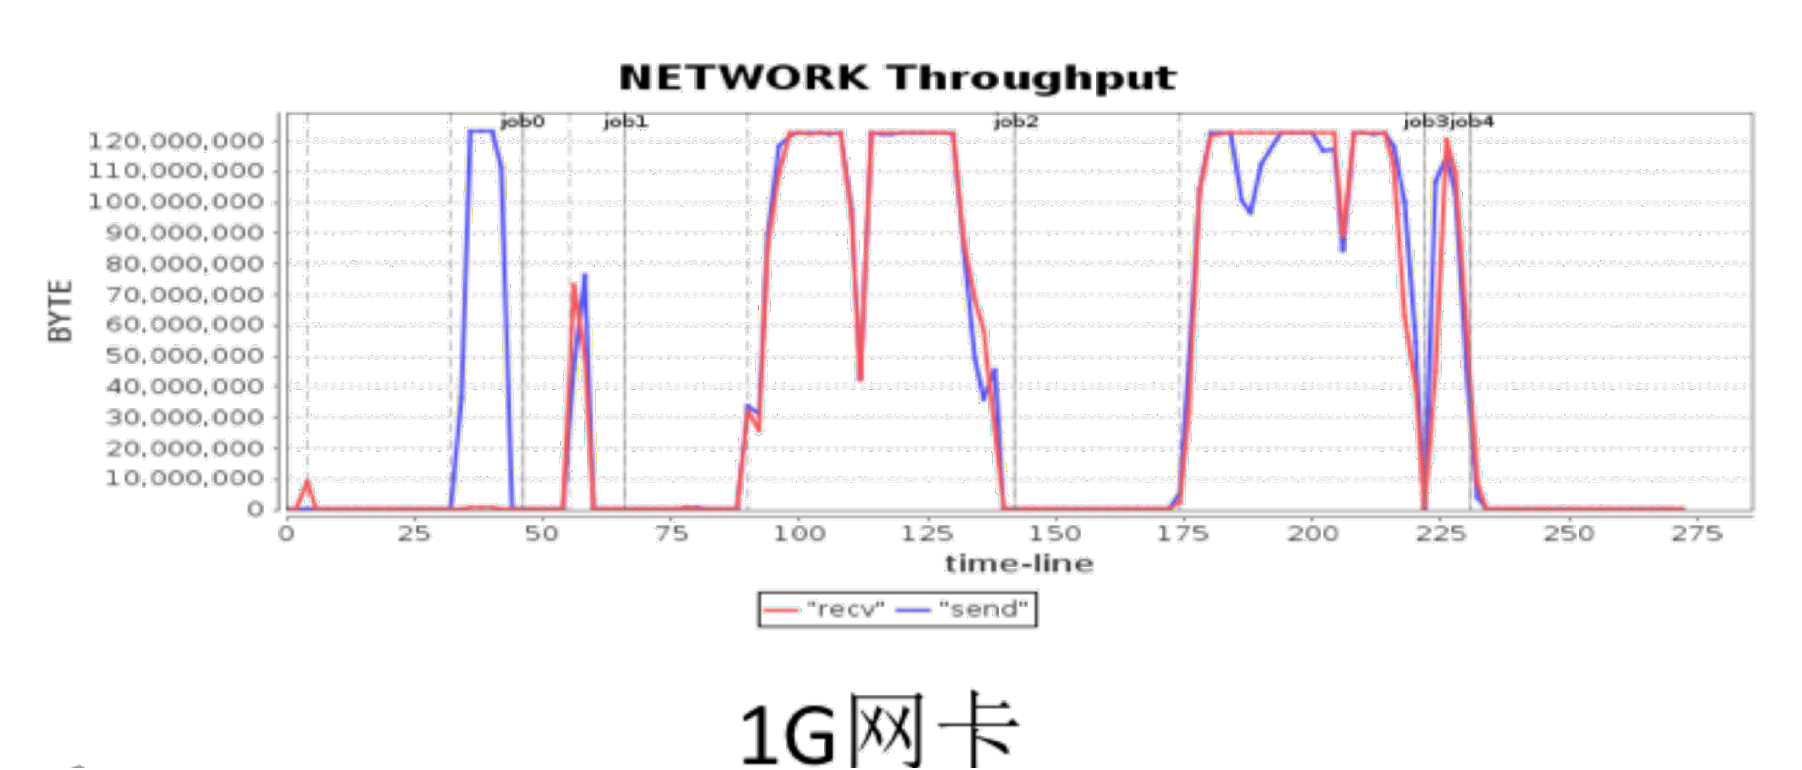 NETWORK Throughput
job0 job1 job2 job3 job4
120,000,000
110,000,000
100,000,000
90,000,000
80,000,000
70,000,000
60,000,000
50,000,000
40,000,000
30,000,000
20,000,000
10,000,000
0
BYTE
0 25 50 75 100 125 150 175 200 225 250 275
time-line
"recv" "send"
1G网卡